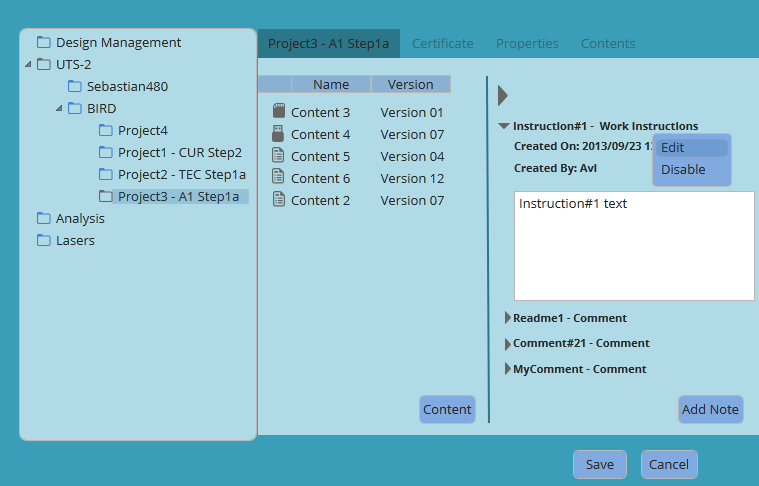 Design Management
UTS-2
Sebastian480
BIRD
Project4
Project1 - CUR Step2
Project2 - TEC Step1a
Project3 - A1 Step1a
Analysis
Lasers
Project3 - A1 Step1a Certificate Properties Contents
Name Version
Content 3 Version 01
Content 4 Version 07
Content 5 Version 04
Content 6 Version 12
Content 2 Version 07
Content
Instruction#1 - Work Instructions
Created On: 2013/09/23
Created By: Avl
Edit
Disable
Instruction#1 text
Readme1 - Comment
Comment#21 - Comment
MyComment - Comment
Add Note
Save Cancel